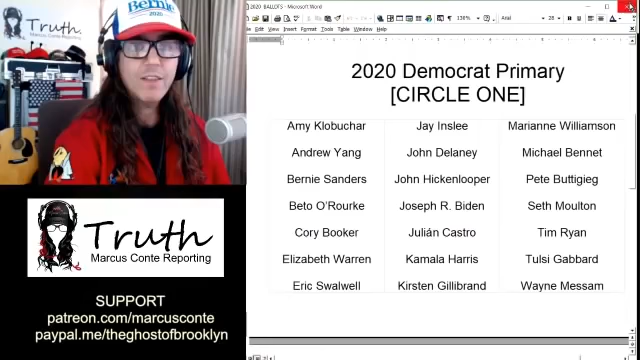 Bernie
2020
Truth
Marcus Conte Reporting
2020 BALLOTS - Microsoft Word
File Edit View Insert Format Tools Table Window Help
136%
Arial
2020 Democrat Primary
[CIRCLE ONE]
Amy Klobuchar Jay Inslee Marianne Williamson
Andrew Yang John Delaney Michael Bennet
Bernie Sanders John Hickenlooper Pete Buttigieg
Beto O'Rourke Joseph R. Biden Seth Moulton
Cory Booker Julián Castro Tim Ryan
Elizabeth Warren Kamala Harris Tulsi Gabbard
Eric Swalwell Kirsten Gillibrand Wayne Messam
Truth
Marcus Conte Reporting
SUPPORT
patreon.com/marcusconte
paypal.me/theghostofbrooklyn